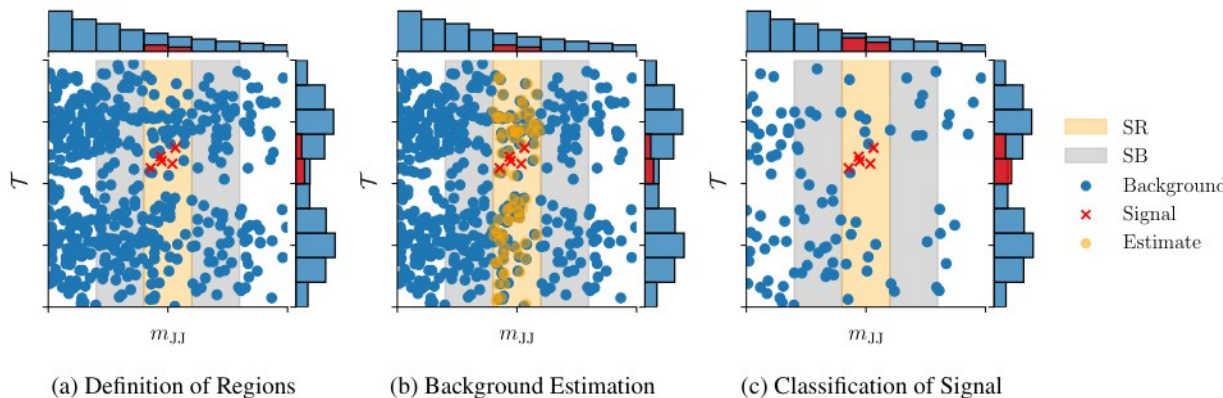 𝒯
m_JJ
(a) Definition of Regions
𝒯
m_JJ
(b) Background Estimation
𝒯
m_JJ
(c) Classification of Signal
SR
SB
Background
Signal
Estimate